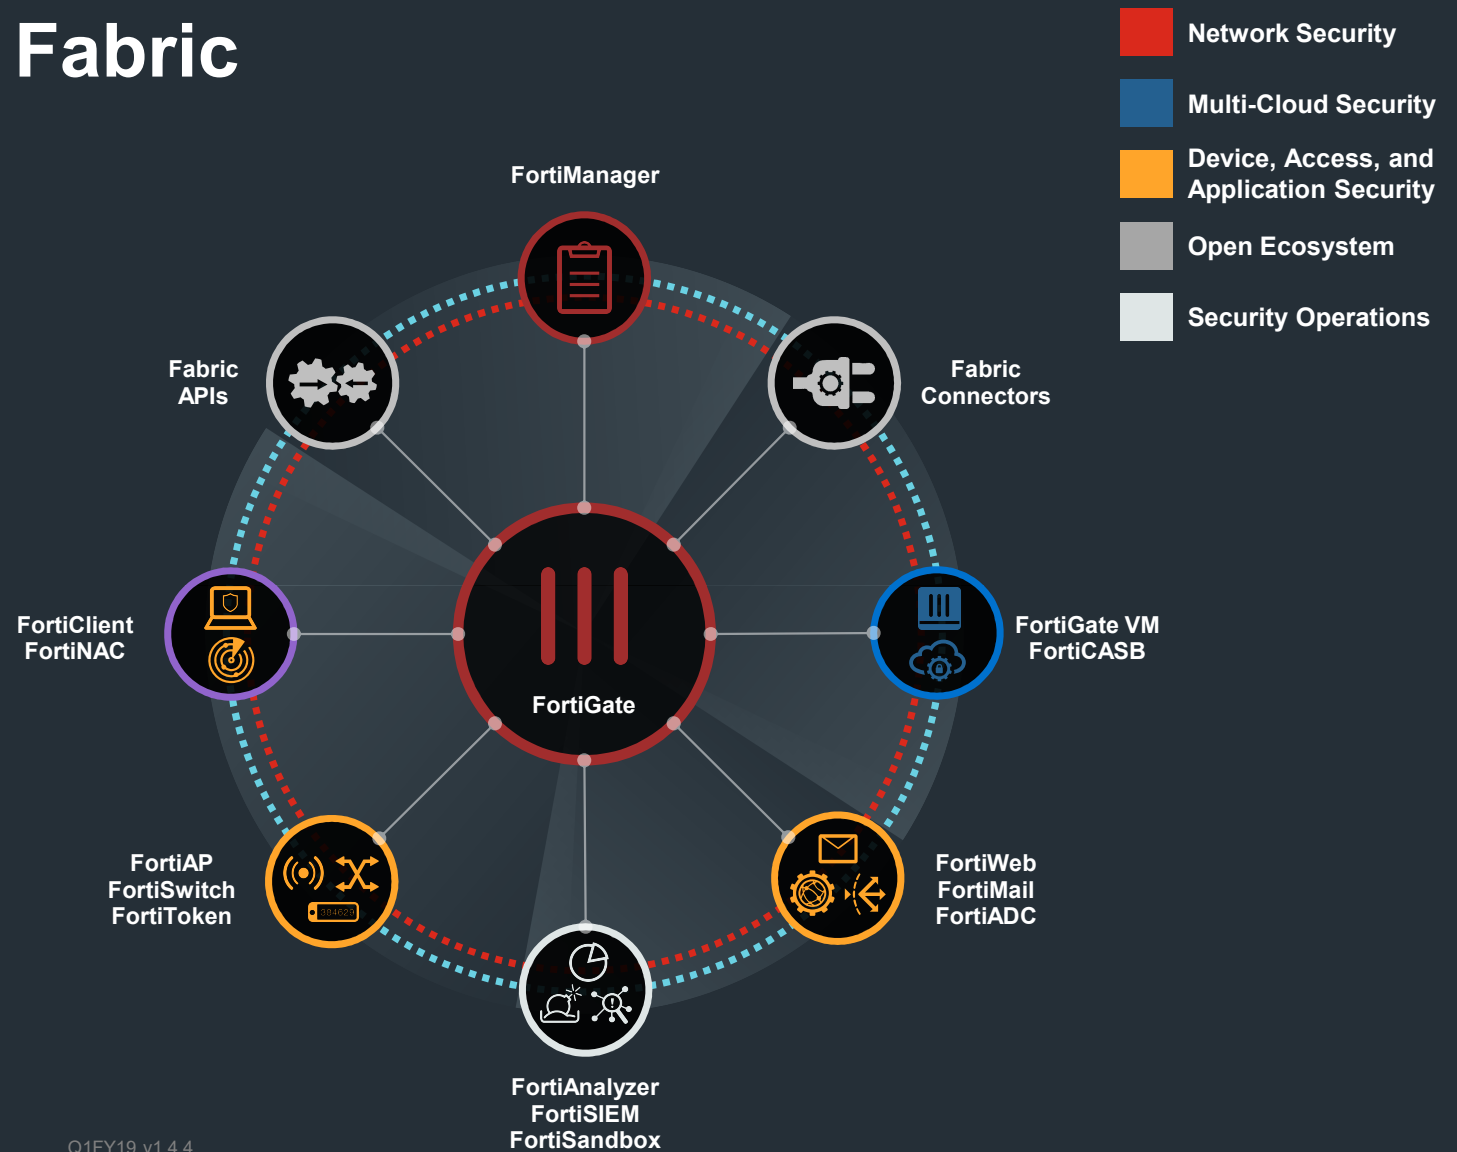 Fabric
Network Security
Multi-Cloud Security
Device, Access, and
Application Security
Open Ecosystem
Security Operations
FortiManager
Fabric
APIs
Fabric
Connectors
FortiClient
FortiNAC
FortiGate VM
FortiCASB
FortiGate
FortiAP
FortiSwitch
FortiToken
384629
FortiWeb
FortiMail
FortiADC
FortiAnalyzer
FortiSIEM
FortiSandbox
Q1FY19 v1.4.4